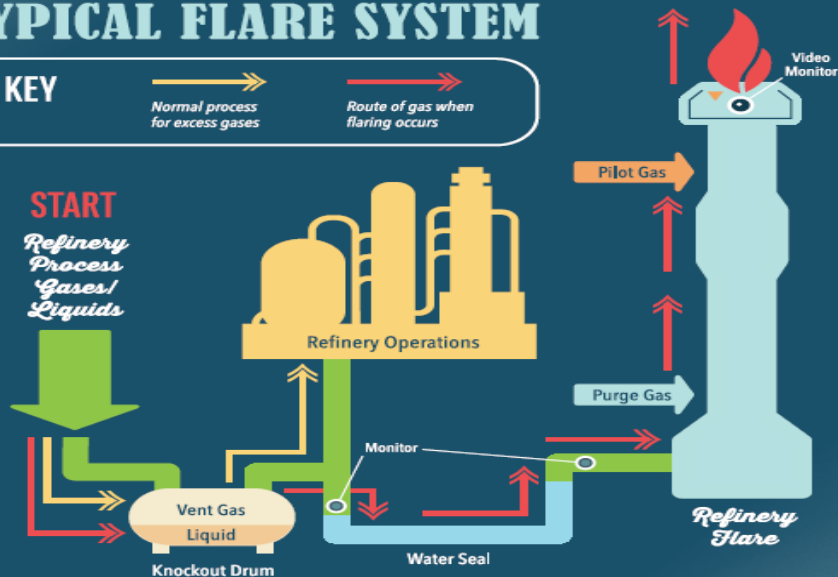 YPICAL FLARE SYSTEM
KEY
Normal process
for excess gases
Route of gas when
flaring occurs
Video
Monitor
Pilot Gas
START
Refinery
Process
Gases/
Liquids
Refinery Operations
Purge Gas
Monitor
Vent Gas
Liquid
Knockout Drum
Water Seal
Refinery
Flare